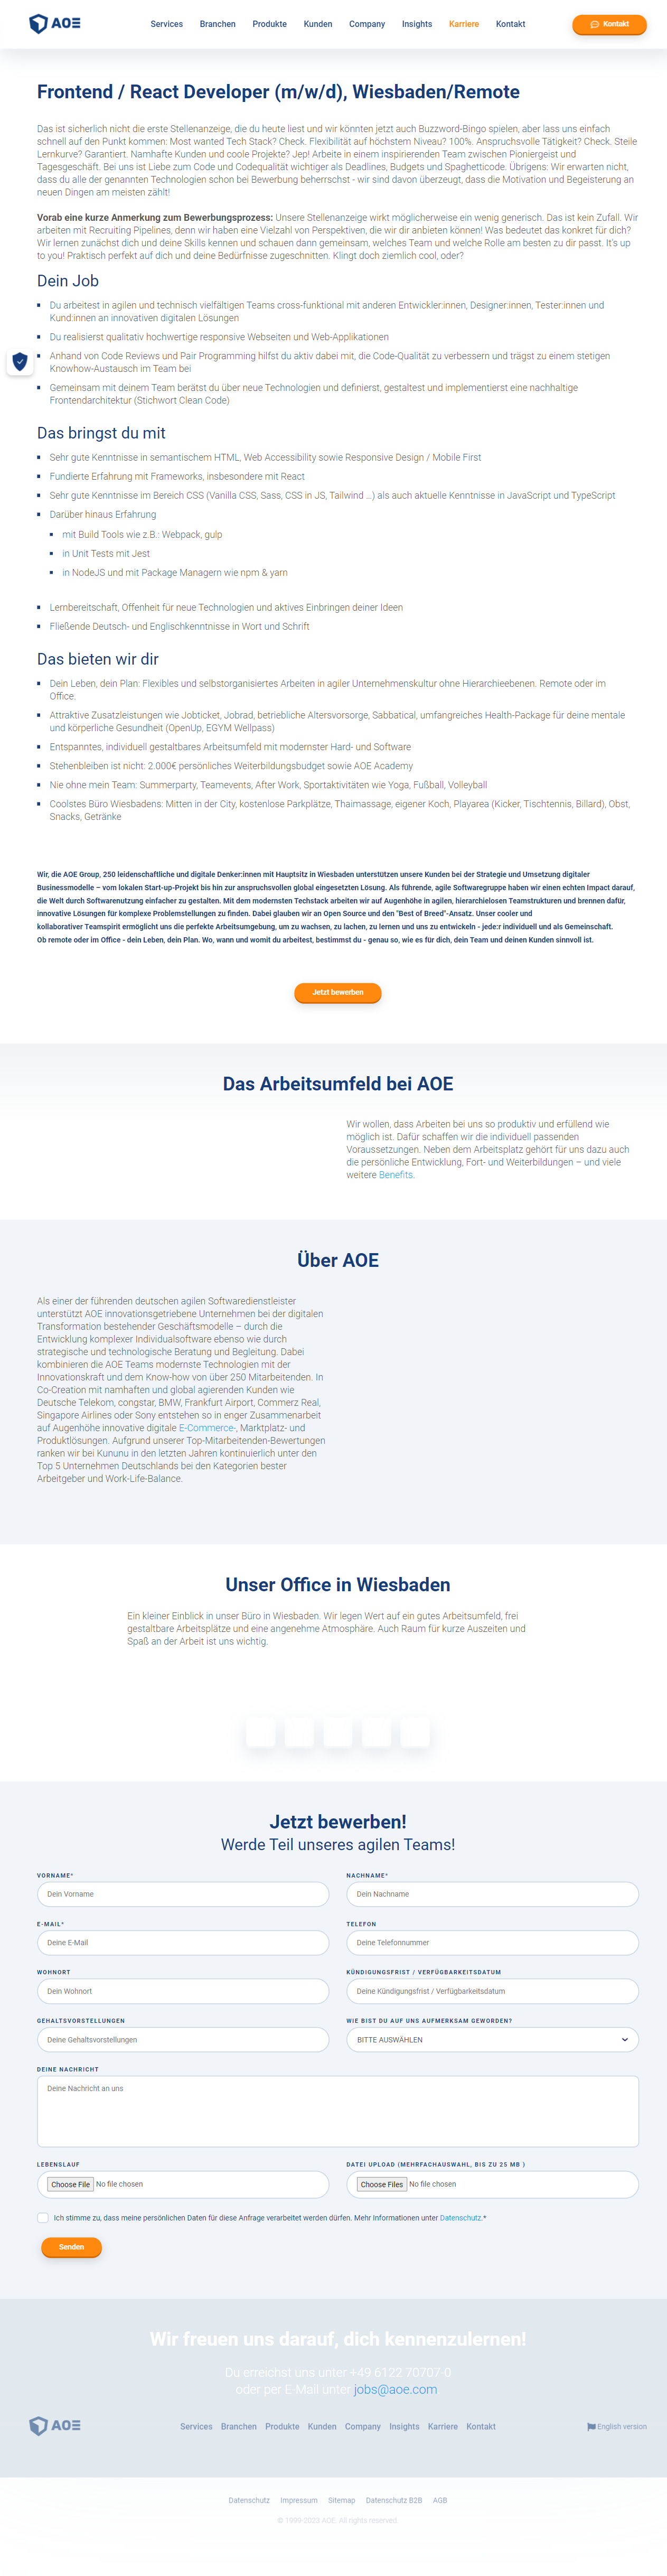 AOE
Services Branchen Produkte Kunden Company Insights Karriere Kontakt
Kontakt
Frontend / React Developer (m/w/d), Wiesbaden/Remote
Das ist sicherlich nicht die erste Stellenanzeige, die du heute liest und wir könnten jetzt auch Buzzword-Bingo spielen, aber lass uns einfach
schnell auf den Punkt kommen: Most wanted Tech Stack? Check. Flexibilität auf höchstem Niveau? 100%. Anspruchsvolle Tätigkeit? Check. Steile
Lernkurve? Garantiert. Namhafte Kunden und coole Projekte? Jep! Arbeite in einem inspirierenden Team zwischen Pioniergeist und
Tagesgeschäft. Bei uns ist Liebe zum Code und Codequalität wichtiger als Deadlines, Budgets und Spaghetticode. Übrigens: Wir erwarten nicht,
dass du alle der genannten Technologien schon bei Bewerbung beherrschst - wir sind davon überzeugt, dass die Motivation und Begeisterung an
neuen Dingen am meisten zählt!
Vorab eine kurze Anmerkung zum Bewerbungsprozess: Unsere Stellenanzeige wirkt möglicherweise ein wenig generisch. Das ist kein Zufall. Wir
arbeiten mit Recruiting Pipelines, denn wir haben eine Vielzahl von Perspektiven, die wir dir anbieten können! Was bedeutet das konkret für dich?
Wir lernen zunächst dich und deine Skills kennen und schauen dann gemeinsam, welches Team und welche Rolle am besten zu dir passt. It's up
to you! Praktisch perfekt auf dich und deine Bedürfnisse zugeschnitten. Klingt doch ziemlich cool, oder?
Dein Job
Du arbeitest in agilen und technisch vielfältigen Teams cross-funktional mit anderen Entwickler:innen, Designer:innen, Tester:innen und
Kund:innen an innovativen digitalen Lösungen
Du realisierst qualitativ hochwertige responsive Webseiten und Web-Applikationen
Anhand von Code Reviews und Pair Programming hilfst du aktiv dabei mit, die Code-Qualität zu verbessern und trägst zu einem stetigen
Knowhow-Austausch im Team bei
Gemeinsam mit deinem Team berätst du über neue Technologien und definierst, gestaltest und implementierst eine nachhaltige
Frontendarchitektur (Stichwort Clean Code)
Das bringst du mit
Sehr gute Kenntnisse in semantischem HTML, Web Accessibility sowie Responsive Design / Mobile First
Fundierte Erfahrung mit Frameworks, insbesondere mit React
Sehr gute Kenntnisse im Bereich CSS (Vanilla CSS, Sass, CSS in JS, Tailwind ...) als auch aktuelle Kenntnisse in JavaScript und TypeScript
Darüber hinaus Erfahrung
mit Build Tools wie z.B.: Webpack, gulp
in Unit Tests mit Jest
in NodeJS und mit Package Managern wie npm & yarn
Lernbereitschaft, Offenheit für neue Technologien und aktives Einbringen deiner Ideen
Fließende Deutsch- und Englischkenntnisse in Wort und Schrift
Das bieten wir dir
Dein Leben, dein Plan: Flexibles und selbstorganisiertes Arbeiten in agiler Unternehmenskultur ohne Hierarchieebenen. Remote oder im
Office.
Attraktive Zusatzleistungen wie Jobticket, Jobrad, betriebliche Altersvorsorge, Sabbatical, umfangreiches Health-Package für deine mentale
und körperliche Gesundheit (OpenUp, EGYM Wellpass)
Entspanntes, individuell gestaltbares Arbeitsumfeld mit modernster Hard- und Software
Stehenbleiben ist nicht: 2.000€ persönliches Weiterbildungsbudget sowie AOE Academy
Nie ohne mein Team: Summerparty, Teamevents, After Work, Sportaktivitäten wie Yoga, Fußball, Volleyball
Coolstes Büro Wiesbadens: Mitten in der City, kostenlose Parkplätze, Thaimassage, eigener Koch, Playarea (Kicker, Tischtennis, Billard), Obst,
Snacks, Getränke
Wir, die AOE Group, 250 leidenschaftliche und digitale Denker:innen mit Hauptsitz in Wiesbaden unterstützen unsere Kunden bei der Strategie und Umsetzung digitaler
Businessmodelle – vom lokalen Start-up-Projekt bis hin zur anspruchsvollen global eingesetzten Lösung. Als führende, agile Softwaregruppe haben wir einen echten Impact darauf,
die Welt durch Softwarenutzung einfacher zu gestalten. Mit dem modernsten Techstack arbeiten wir auf Augenhöhe in agilen, hierarchielosen Teamstrukturen und brennen dafür,
innovative Lösungen für komplexe Problemstellungen zu finden. Dabei glauben wir an Open Source und den "Best of Breed"-Ansatz. Unser cooler und
kollaborativer Teamspirit ermöglicht uns die perfekte Arbeitsumgebung, um zu wachsen, zu lachen, zu lernen und uns zu entwickeln - jede:r individuell und als Gemeinschaft.
Ob remote oder im Office - dein Leben, dein Plan. Wo, wann und womit du arbeitest, bestimmst du - genau so, wie es für dich, dein Team und deinen Kunden sinnvoll ist.
Jetzt bewerben
Das Arbeitsumfeld bei AOE
Wir wollen, dass Arbeiten bei uns so produktiv und erfüllend wie
möglich ist. Dafür schaffen wir die individuell passenden
Voraussetzungen. Neben dem Arbeitsplatz gehört für uns dazu auch
die persönliche Entwicklung, Fort- und Weiterbildungen – und viele
weitere Benefits.
Über AOE
Als einer der führenden deutschen agilen Softwaredienstleister
unterstützt AOE innovationsgetriebene Unternehmen bei der digitalen
Transformation bestehender Geschäftsmodelle – durch die
Entwicklung komplexer Individualsoftware ebenso wie durch
strategische und technologische Beratung und Begleitung. Dabei
kombinieren die AOE Teams modernste Technologien mit der
Innovationskraft und dem Know-how von über 250 Mitarbeitenden. In
Co-Creation mit namhaften und global agierenden Kunden wie
Deutsche Telekom, congstar, BMW, Frankfurt Airport, Commerz Real,
Singapore Airlines oder Sony entstehen so in enger Zusammenarbeit
auf Augenhöhe innovative digitale E-Commerce-, Marktplatz- und
Produktlösungen. Aufgrund unserer Top-Mitarbeitenden-Bewertungen
ranken wir bei Kununu in den letzten Jahren kontinuierlich unter den
Top 5 Unternehmen Deutschlands bei den Kategorien bester
Arbeitgeber und Work-Life-Balance.
Unser Office in Wiesbaden
Ein kleiner Einblick in unser Büro in Wiesbaden. Wir legen Wert auf ein gutes Arbeitsumfeld, frei
gestaltbare Arbeitsplätze und eine angenehme Atmosphäre. Auch Raum für kurze Auszeiten und
Spaß an der Arbeit ist uns wichtig.
Jetzt bewerben!
Werde Teil unseres agilen Teams!
VORNAME* NACHNAME*
Dein Vorname Dein Nachname
E-MAIL* TELEFON
Deine E-Mail Deine Telefonnummer
WOHNORT KÜNDIGUNGSFRIST / VERFÜGBARKEITSDATUM
Dein Wohnort Deine Kündigungsfrist / Verfügbarkeitsdatum
GEHALTSVORSTELLUNGEN WIE BIST DU AUF UNS AUFMERKSAM GEWORDEN?
Deine Gehaltsvorstellungen BITTE AUSWÄHLEN
DEINE NACHRICHT
Deine Nachricht an uns
LEBENSLAUF DATEI UPLOAD (MEHRFACHAUSWAHL, BIS ZU 25 MB )
Choose File No file chosen Choose Files No file chosen
Ich stimme zu, dass meine persönlichen Daten für diese Anfrage verarbeitet werden dürfen. Mehr Informationen unter Datenschutz.*
Senden
Wir freuen uns darauf, dich kennenzulernen!
Du erreichst uns unter +49 6122 70707-0
oder per E-Mail unter jobs@aoe.com
AOE
Services Branchen Produkte Kunden Company Insights Karriere Kontakt
English version
Datenschutz Impressum Sitemap Datenschutz B2B AGB
© 1999-2023 AOE. All rights reserved.